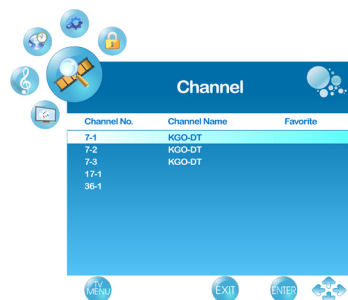 Channel
Channel No. Channel Name Favorite
7-1 KGO-DT
7-2 KGO-DT
7-3 KGO-DT
17-1
36-1
TV
MENU
EXIT
ENTER